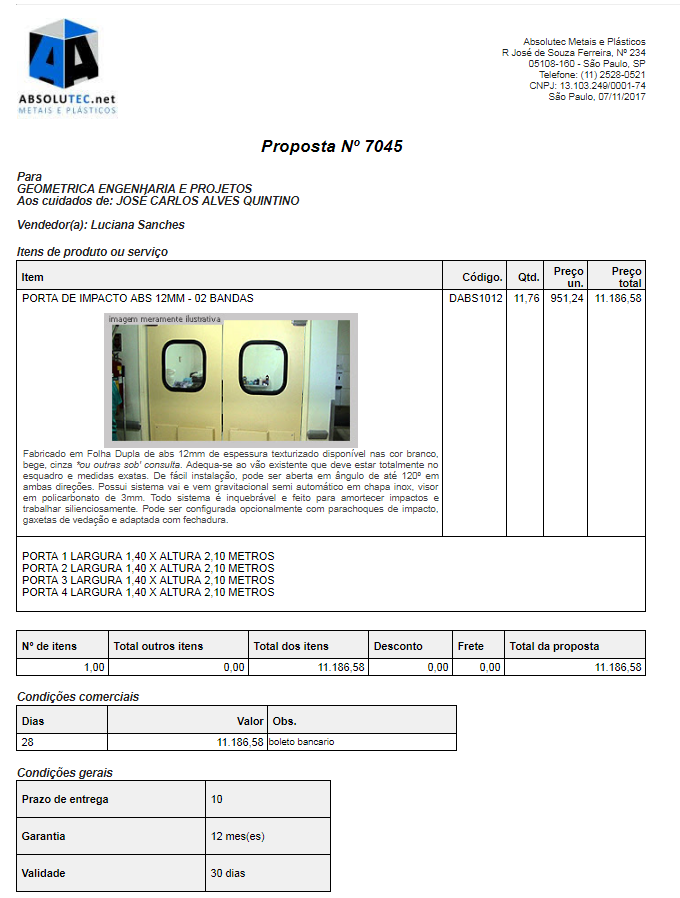 ABSOLUTEC.net
METAIS E PLÁSTICOS
Absolutec Metais e Plásticos
R José de Souza Ferreira, Nº 234
05108-160 - São Paulo, SP
Telefone: (11) 2528-0521
CNPJ: 13.103.249/0001-74
São Paulo, 07/11/2017
Proposta Nº 7045
Para
GEOMETRICA ENGENHARIA E PROJETOS
Aos cuidados de: JOSÉ CARLOS ALVES QUINTINO
Vendedor(a): Luciana Sanches
Itens de produto ou serviço
Item Código. Qtd. Preço un. Preço total
PORTA DE IMPACTO ABS 12MM - 02 BANDAS DABS1012 11,76 951,24 11.186,58
imagem meramente ilustrativa
Fabricado em Folha Dupla de abs 12mm de espessura texturizado disponível nas cor branco,
bege, cinza *ou outras sob' consulta. Adequa-se ao vão existente que deve estar totalmente no
esquadro e medidas exatas. De fácil instalação, pode ser aberta em ângulo de até 120º em
ambas direções. Possui sistema vai e vem gravitacional semi automático em chapa inox, visor
em policarbonato de 3mm. Todo sistema é inquebrável e feito para amortecer impactos e
trabalhar silienciosamente. Pode ser configurada opcionalmente com parachoques de impacto,
gaxetas de vedação e adaptada com fechadura.
PORTA 1 LARGURA 1,40 X ALTURA 2,10 METROS
PORTA 2 LARGURA 1,40 X ALTURA 2,10 METROS
PORTA 3 LARGURA 1,40 X ALTURA 2,10 METROS
PORTA 4 LARGURA 1,40 X ALTURA 2,10 METROS
Nº de itens Total outros itens Total dos itens Desconto Frete Total da proposta
1,00 0,00 11.186,58 0,00 0,00 11.186,58
Condições comerciais
Dias Valor Obs.
28 11.186,58 boleto bancario
Condições gerais
Prazo de entrega 10
Garantia 12 mes(es)
Validade 30 dias